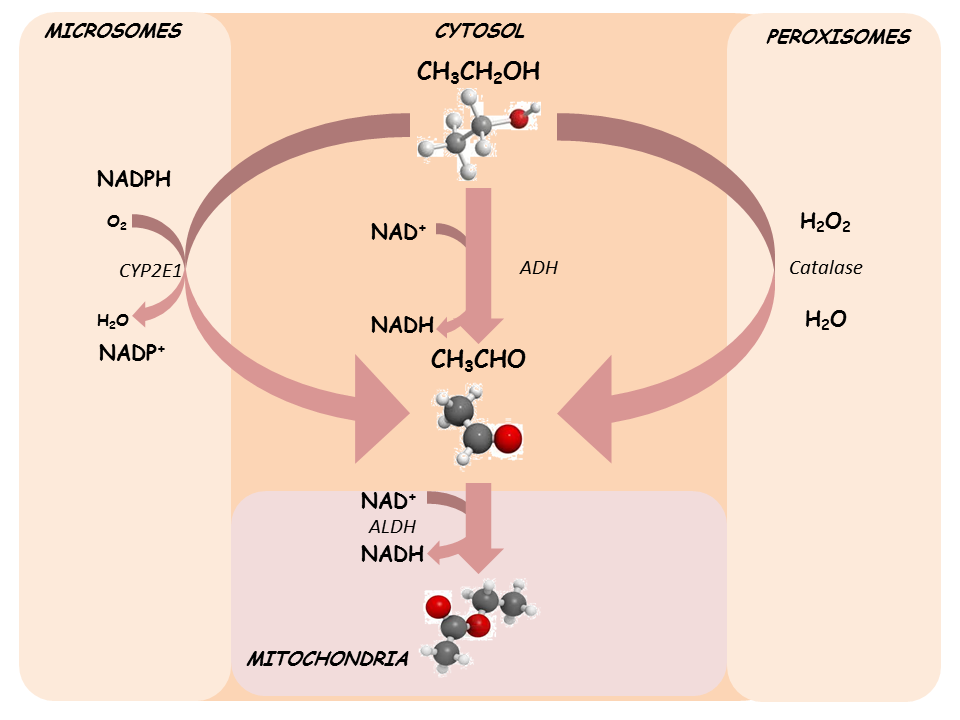 MICROSOMES
CYTOSOL
PEROXISOMES
CH₃CH₂OH
NADPH
O₂
CYP2E1
H₂O
NADP⁺
NAD⁺
ADH
NADH
H₂O₂
Catalase
H₂O
CH₃CHO
NAD⁺
ALDH
NADH
MITOCHONDRIA